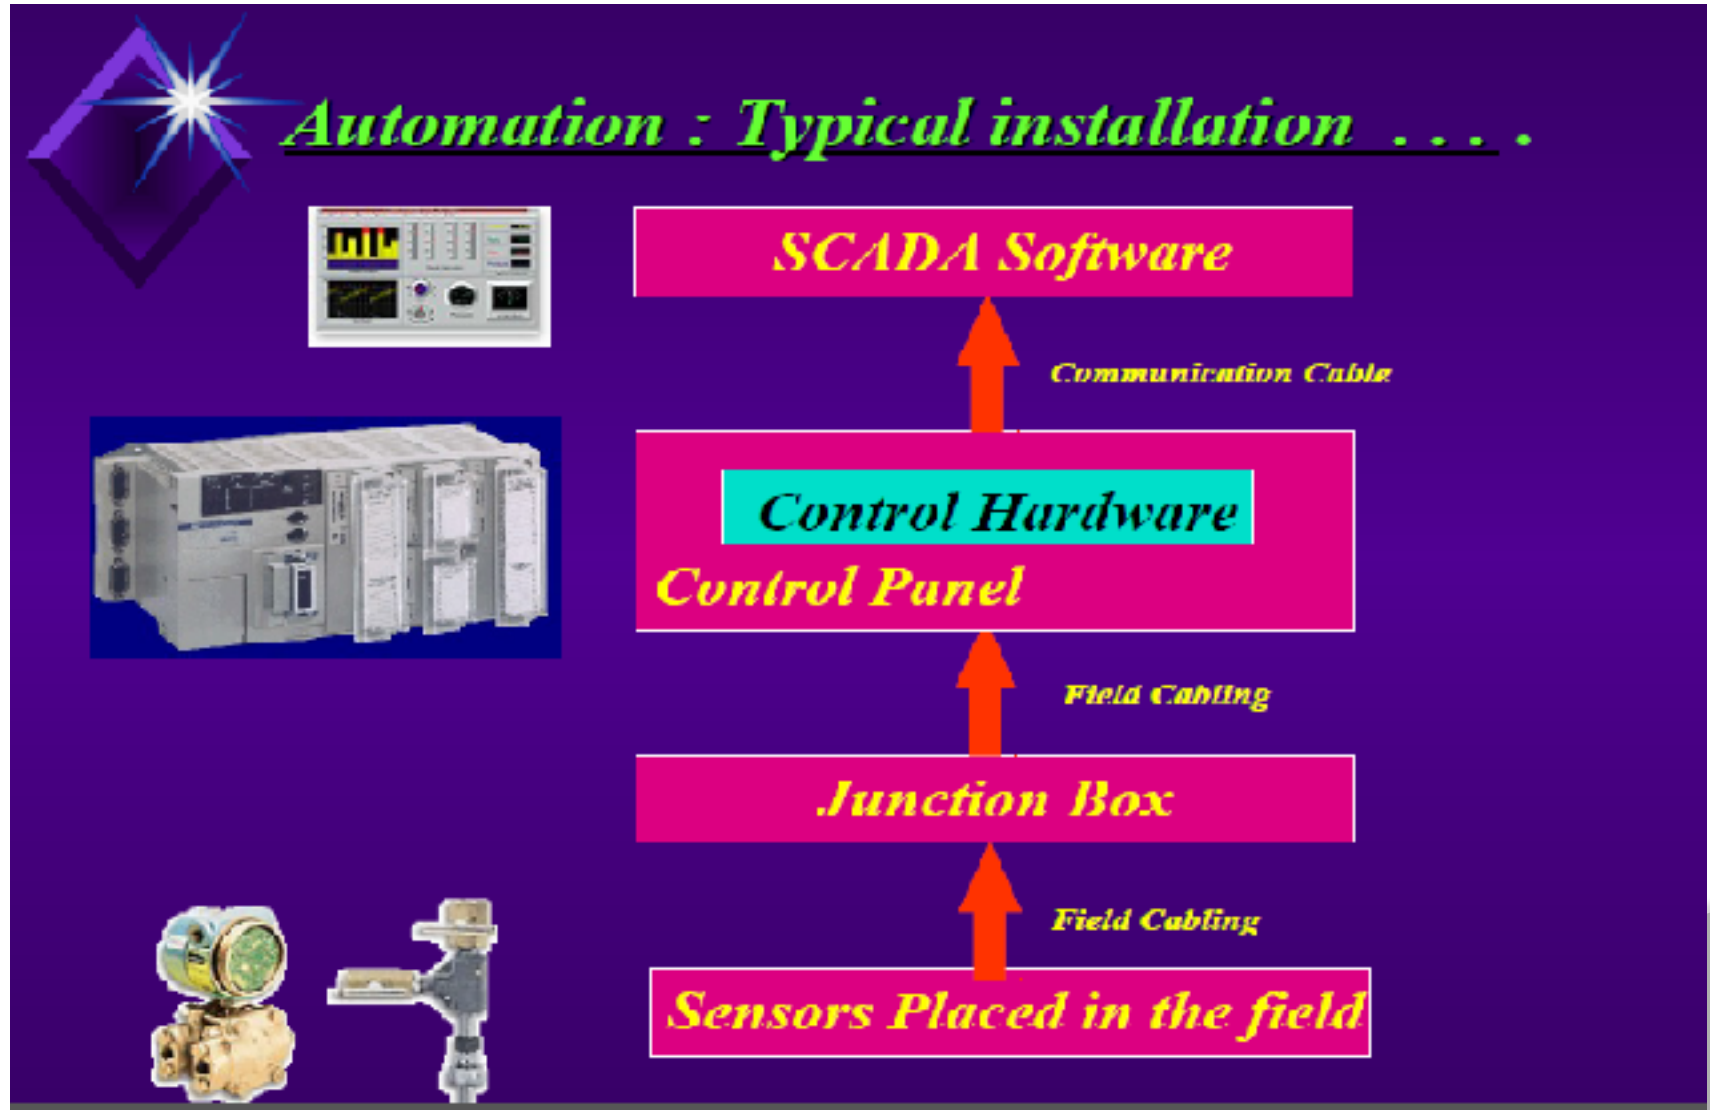 Automation : Typical installation . . . .
SCADA Software
Communication Cable
Control Hardware
Control Panel
Field Cabling
Junction Box
Field Cabling
Sensors Placed in the field